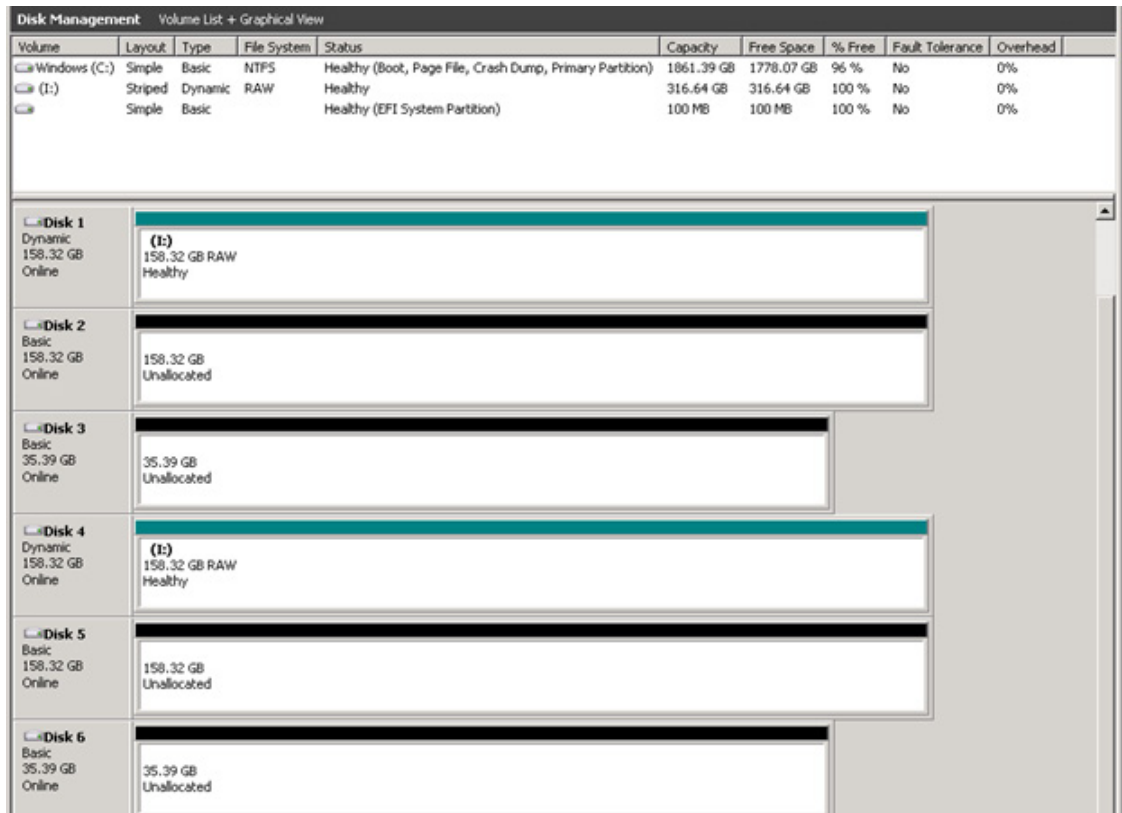 Disk Management Volume List + Graphical View
Volume Layout Type File System Status Capacity Free Space % Free Fault Tolerance Overhead
Windows (C:) Simple Basic NTFS Healthy (Boot, Page File, Crash Dump, Primary Partition) 1861.39 GB 1778.07 GB 96 % No 0%
(I:) Striped Dynamic RAW Healthy 316.64 GB 316.64 GB 100 % No 0%
Simple Basic Healthy (EFI System Partition) 100 MB 100 MB 100 % No 0%
Disk 1
Dynamic
158.32 GB
Online
(I:)
158.32 GB RAW
Healthy
Disk 2
Basic
158.32 GB
Online
158.32 GB
Unallocated
Disk 3
Basic
35.39 GB
Online
35.39 GB
Unallocated
Disk 4
Dynamic
158.32 GB
Online
(I:)
158.32 GB RAW
Healthy
Disk 5
Basic
158.32 GB
Online
158.32 GB
Unallocated
Disk 6
Basic
35.39 GB
Online
35.39 GB
Unallocated